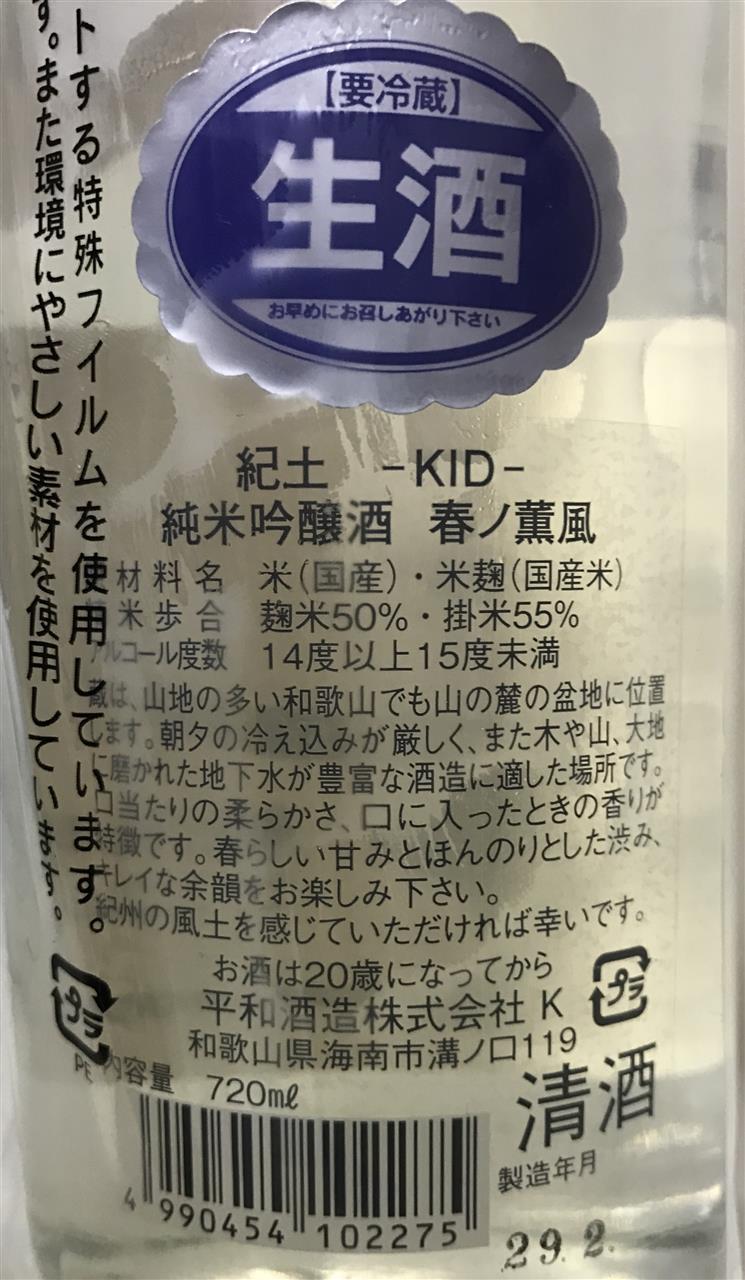 トする特殊フイルムを使用しています。
す。また環境にやさしい素材を使用しています。
【要冷蔵】
生酒
お早めにお召しあがり下さい
紀土 -KID-
純米吟醸酒 春ノ薫風
材料名 米(国産)・米麹(国産米)
米歩合 麹米50%・掛米55%
アルコール度数 14度以上15度未満
蔵は、山地の多い和歌山でも山の麓の盆地に位置
します。朝夕の冷え込みが厳しく、また木や山、大地
に磨かれた地下水が豊富な酒造に適した場所です。
口当たりの柔らかさ、口に入ったときの香りが
特徴です。春らしい甘みとほんのりとした渋み、
キレイな余韻をお楽しみ下さい。
紀州の風土を感じていただければ幸いです。
お酒は20歳になってから
平和酒造株式会社 K
和歌山県海南市溝ノ口119
プラ
プラ
PE
内容量 720ml
清酒
製造年月
29. 2.
4 990454 102275